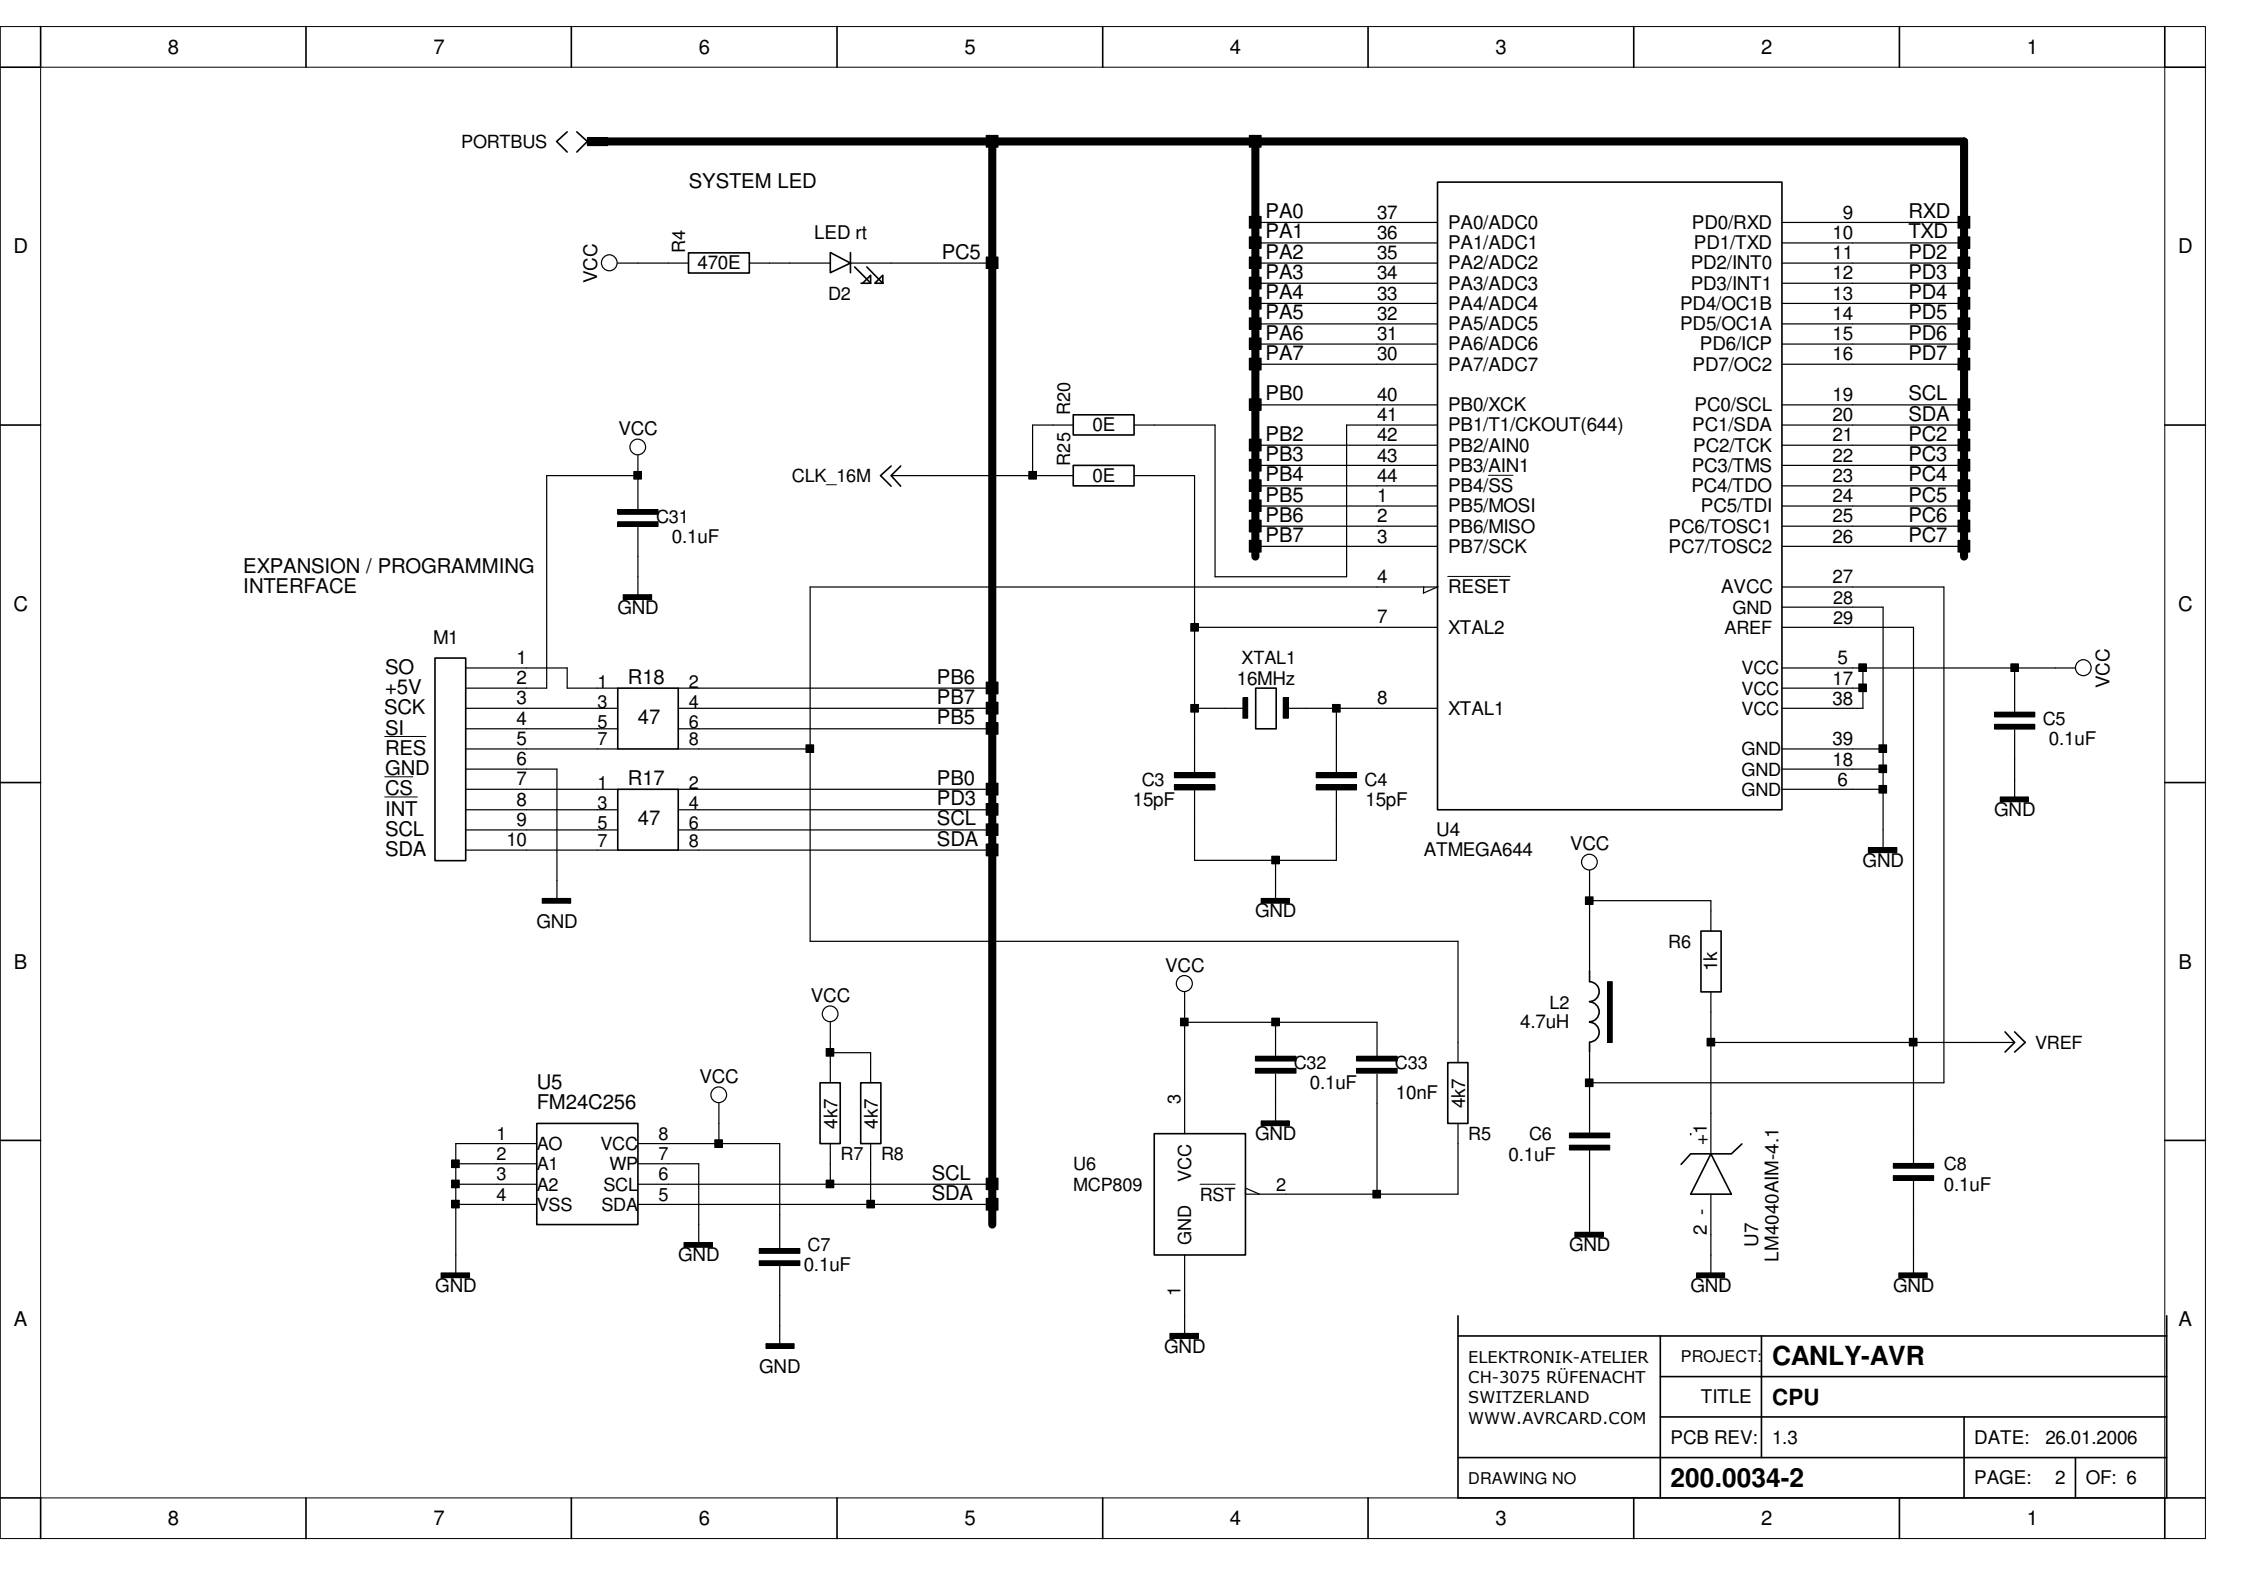 8 7 6 5 4 3 2 1
D
D
C
C
B
B
A
A
PORTBUS
SYSTEM LED
VCC
R4
470E
LED rt
D2
PC5
PA0 37 PA0/ADC0
PA1 36 PA1/ADC1
PA2 35 PA2/ADC2
PA3 34 PA3/ADC3
PA4 33 PA4/ADC4
PA5 32 PA5/ADC5
PA6 31 PA6/ADC6
PA7 30 PA7/ADC7
PB0 40 PB0/XCK
41 PB1/T1/CKOUT(644)
PB2 42 PB2/AIN0
PB3 43 PB3/AIN1
PB4 44 PB4/SS
PB5 1 PB5/MOSI
PB6 2 PB6/MISO
PB7 3 PB7/SCK
4 RESET
7 XTAL2
8 XTAL1
PD0/RXD 9 RXD
PD1/TXD 10 TXD
PD2/INT0 11 PD2
PD3/INT1 12 PD3
PD4/OC1B 13 PD4
PD5/OC1A 14 PD5
PD6/ICP 15 PD6
PD7/OC2 16 PD7
PC0/SCL 19 SCL
PC1/SDA 20 SDA
PC2/TCK 21 PC2
PC3/TMS 22 PC3
PC4/TDO 23 PC4
PC5/TDI 24 PC5
PC6/TOSC1 25 PC6
PC7/TOSC2 26 PC7
AVCC 27
GND 28
AREF 29
VCC 5
VCC 17
VCC 38
GND 39
GND 18
GND 6
U4
ATMEGA644
GND
VCC
C5
0.1uF
GND
R20
0E
R25
0E
CLK_16M
XTAL1
16MHz
C3
15pF
C4
15pF
GND
VCC
C31
0.1uF
GND
EXPANSION / PROGRAMMING
INTERFACE
M1
SO 1
+5V 2
SCK 3
SI 4
RES 5
GND 6
CS 7
INT 8
SCL 9
SDA 10
R18
47
1 2 PB6
3 4 PB7
5 6 PB5
7 8
R17
47
1 2 PB0
3 4 PD3
5 6 SCL
7 8 SDA
GND
U5
FM24C256
1 AO VCC 8
2 A1 WP 7
3 A2 SCL 6
4 VSS SDA 5
GND
VCC
GND
C7
0.1uF
GND
VCC
4k7
R7
4k7
R8
SCL
SDA
VCC
C32
0.1uF
GND
C33
10nF
4k7
R5
U6
MCP809
3 VCC
RST 2
GND 1
GND
VCC
L2
4.7uH
R6
1k
VREF
C6
0.1uF
GND
+1
2 -
U7
LM4040AIM-4.1
GND
C8
0.1uF
GND
ELEKTRONIK-ATELIER
CH-3075 RÜFENACHT
SWITZERLAND
WWW.AVRCARD.COM
PROJECT: CANLY-AVR
TITLE CPU
PCB REV: 1.3
DATE: 26.01.2006
DRAWING NO 200.0034-2
PAGE: 2 OF: 6
8 7 6 5 4 3 2 1